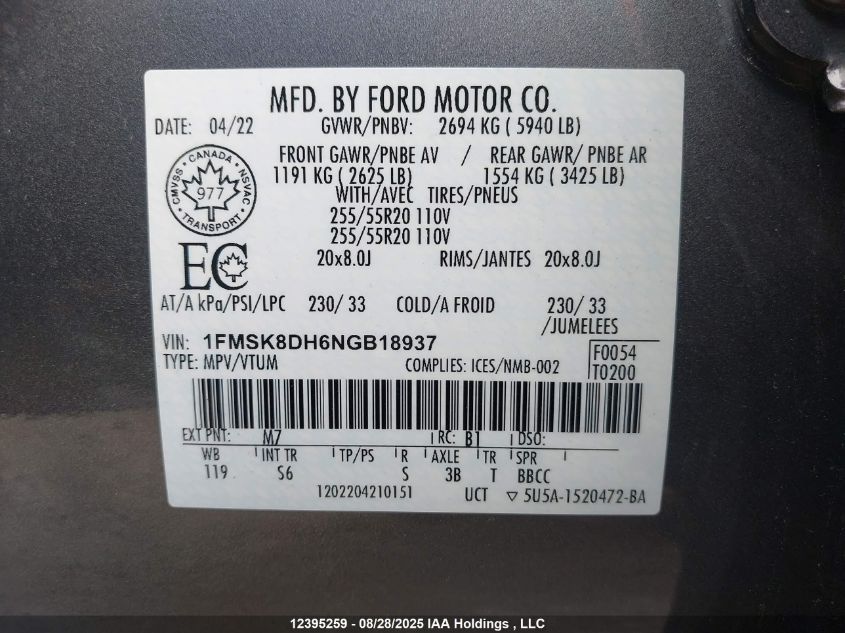 MFD. BY FORD MOTOR CO.
DATE: 04/22 GVWR/PNBV: 2694 KG ( 5940 LB)
FRONT GAWR/PNBE AV / REAR GAWR/ PNBE AR
1191 KG ( 2625 LB) 1554 KG ( 3425 LB)
WITH/AVEC TIRES/PNEUS
255/55R20 110V
255/55R20 110V
20x8.0J RIMS/JANTES 20x8.0J
CANADA
CMVSS 977 NSVAC
TRANSPORT
EC
AT/A kPa/PSI/LPC 230/ 33 COLD/A FROID 230/ 33
/JUMELEES
VIN: 1FMSK8DH6NGB18937
TYPE: MPV/VTUM COMPLIES: ICES/NMB-002
F0054
T0200
EXT PNT: M7 RC: B1 DSO:
WB INT TR TP/PS R AXLE TR SPR
119 S6 S 3B T BBCC
1202204210151 UCT ▽ 5U5A-1520472-BA
12395259 - 08/28/2025 IAA Holdings , LLC